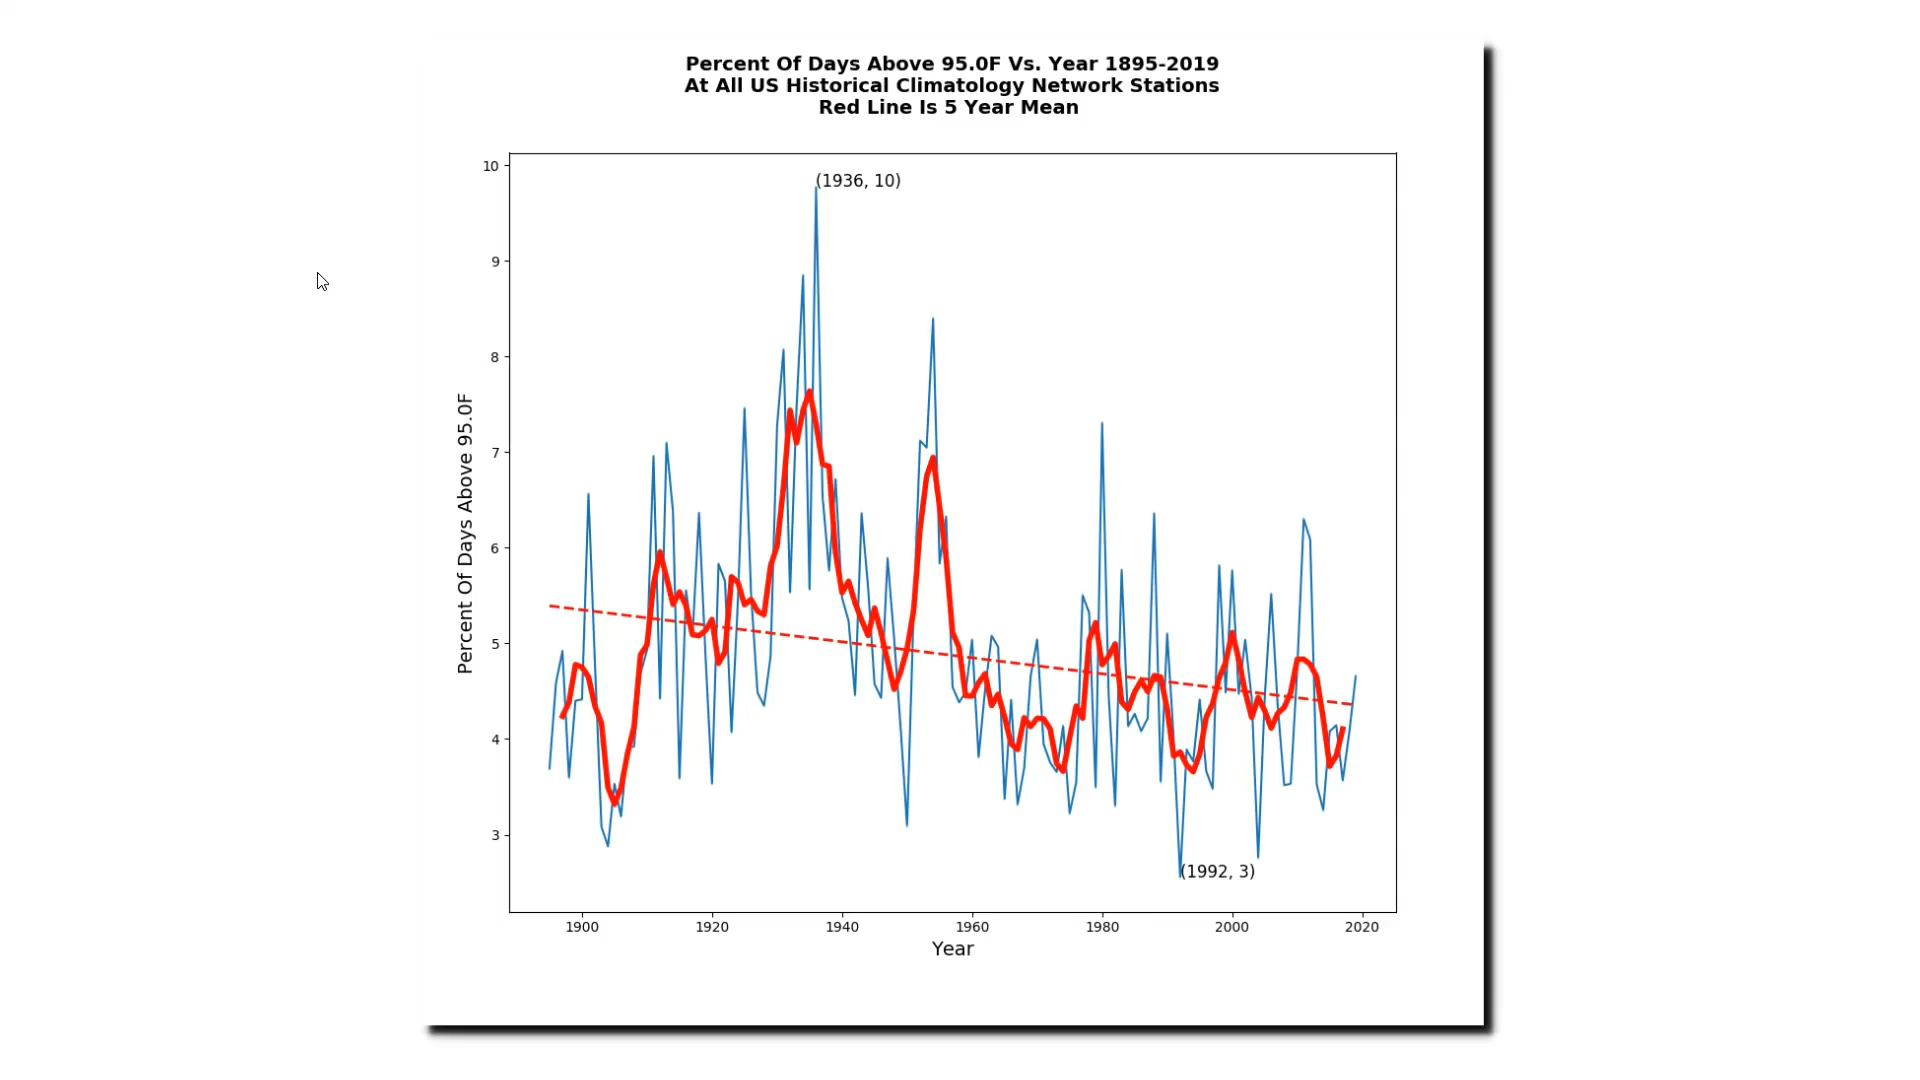 Percent Of Days Above 95.0F Vs. Year 1895-2019
At All US Historical Climatology Network Stations
Red Line Is 5 Year Mean
(1936, 10)
10
9
8
7
6
5
4
3
Percent Of Days Above 95.0F
(1992, 3)
1900 1920 1940 1960 1980 2000 2020
Year